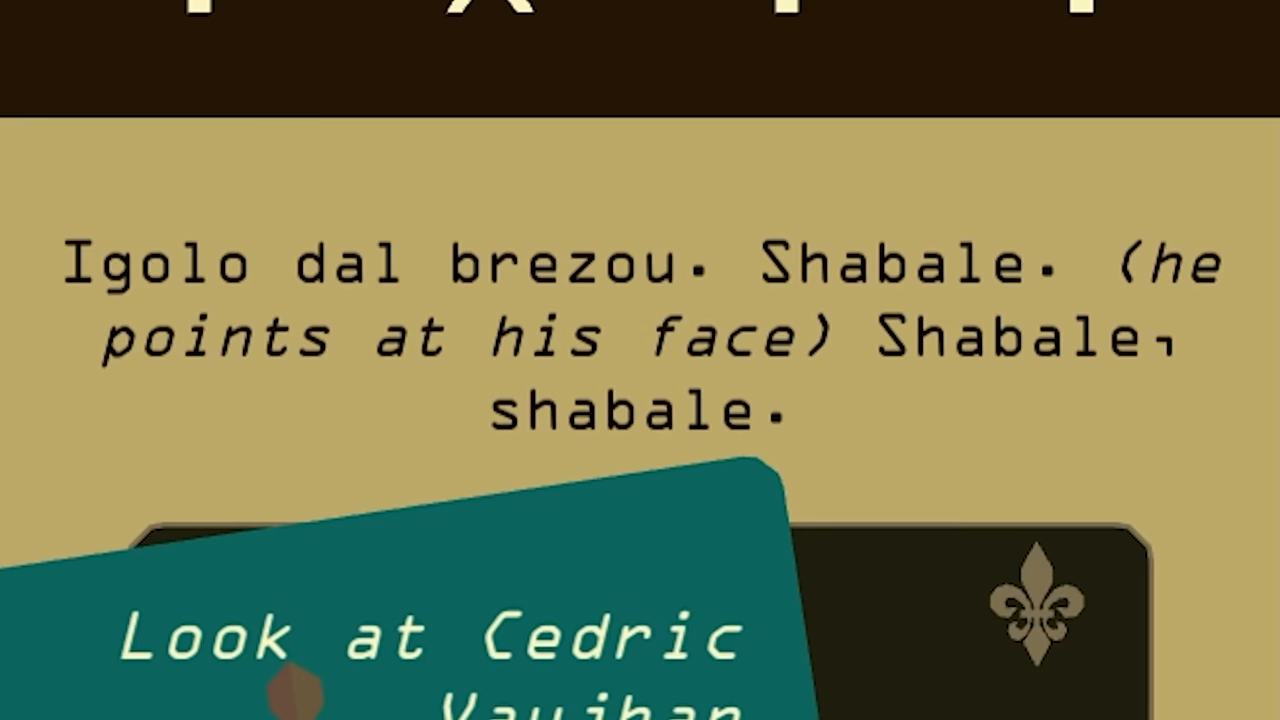 Igolo dal brezou. Shabale. (he
points at his face) Shabale,
shabale.
Look at Cedric